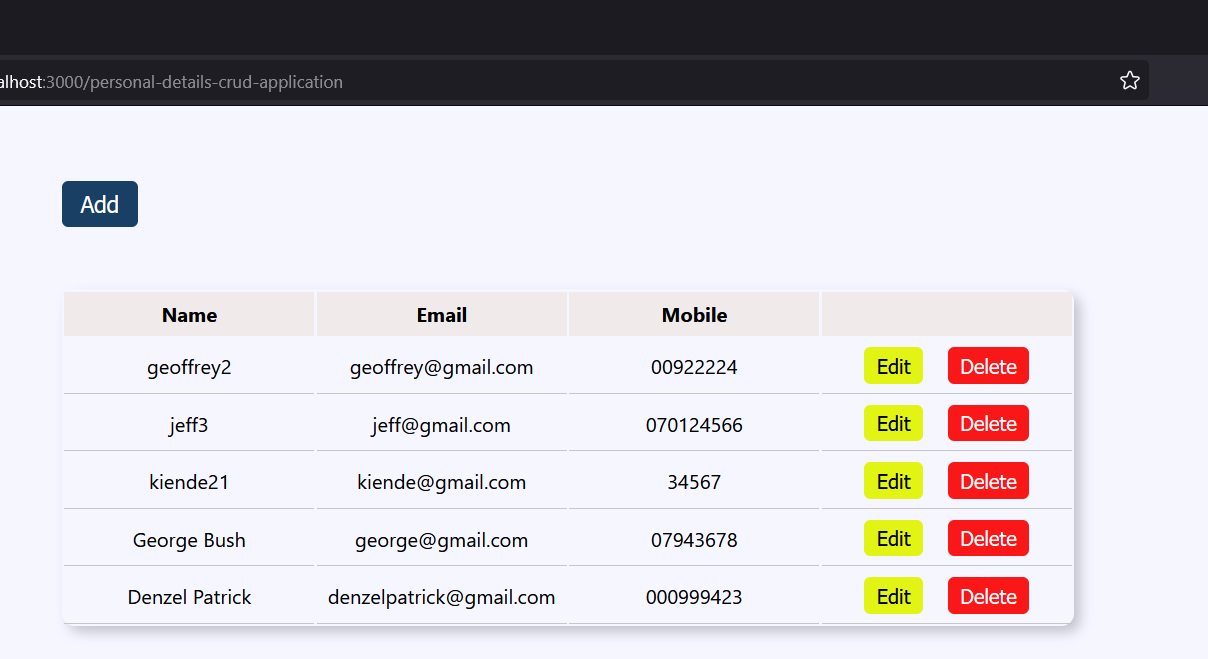 alhost:3000/personal-details-crud-application
Add
Name Email Mobile
geoffrey2 geoffrey@gmail.com 00922224 Edit Delete
jeff3 jeff@gmail.com 070124566 Edit Delete
kiende21 kiende@gmail.com 34567 Edit Delete
George Bush george@gmail.com 07943678 Edit Delete
Denzel Patrick denzelpatrick@gmail.com 000999423 Edit Delete